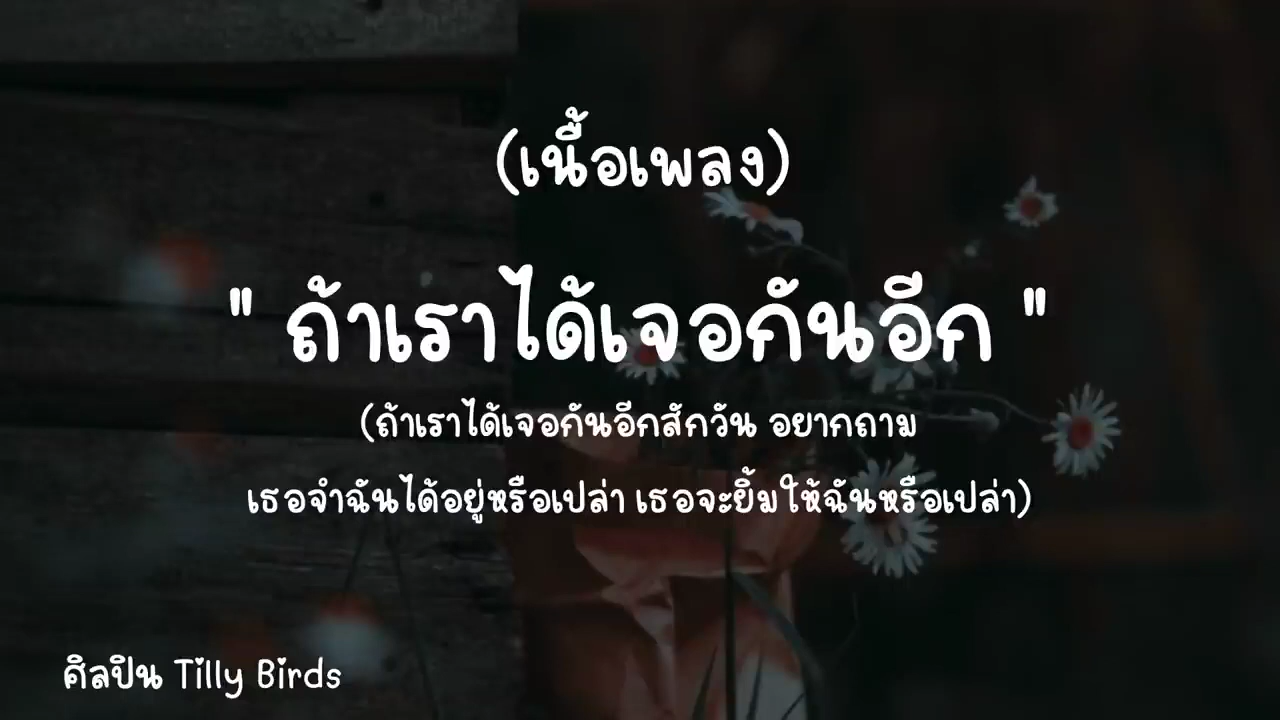 (เนื้อเพลง)
" ถ้าเราได้เจอกันอีก "
(ถ้าเราได้เจอกันอีกสักวัน อยากถาม
เธอจำฉันได้อยู่หรือเปล่า เธอจะยิ้มให้ฉันหรือเปล่า)
ศิลปิน Tilly Birds